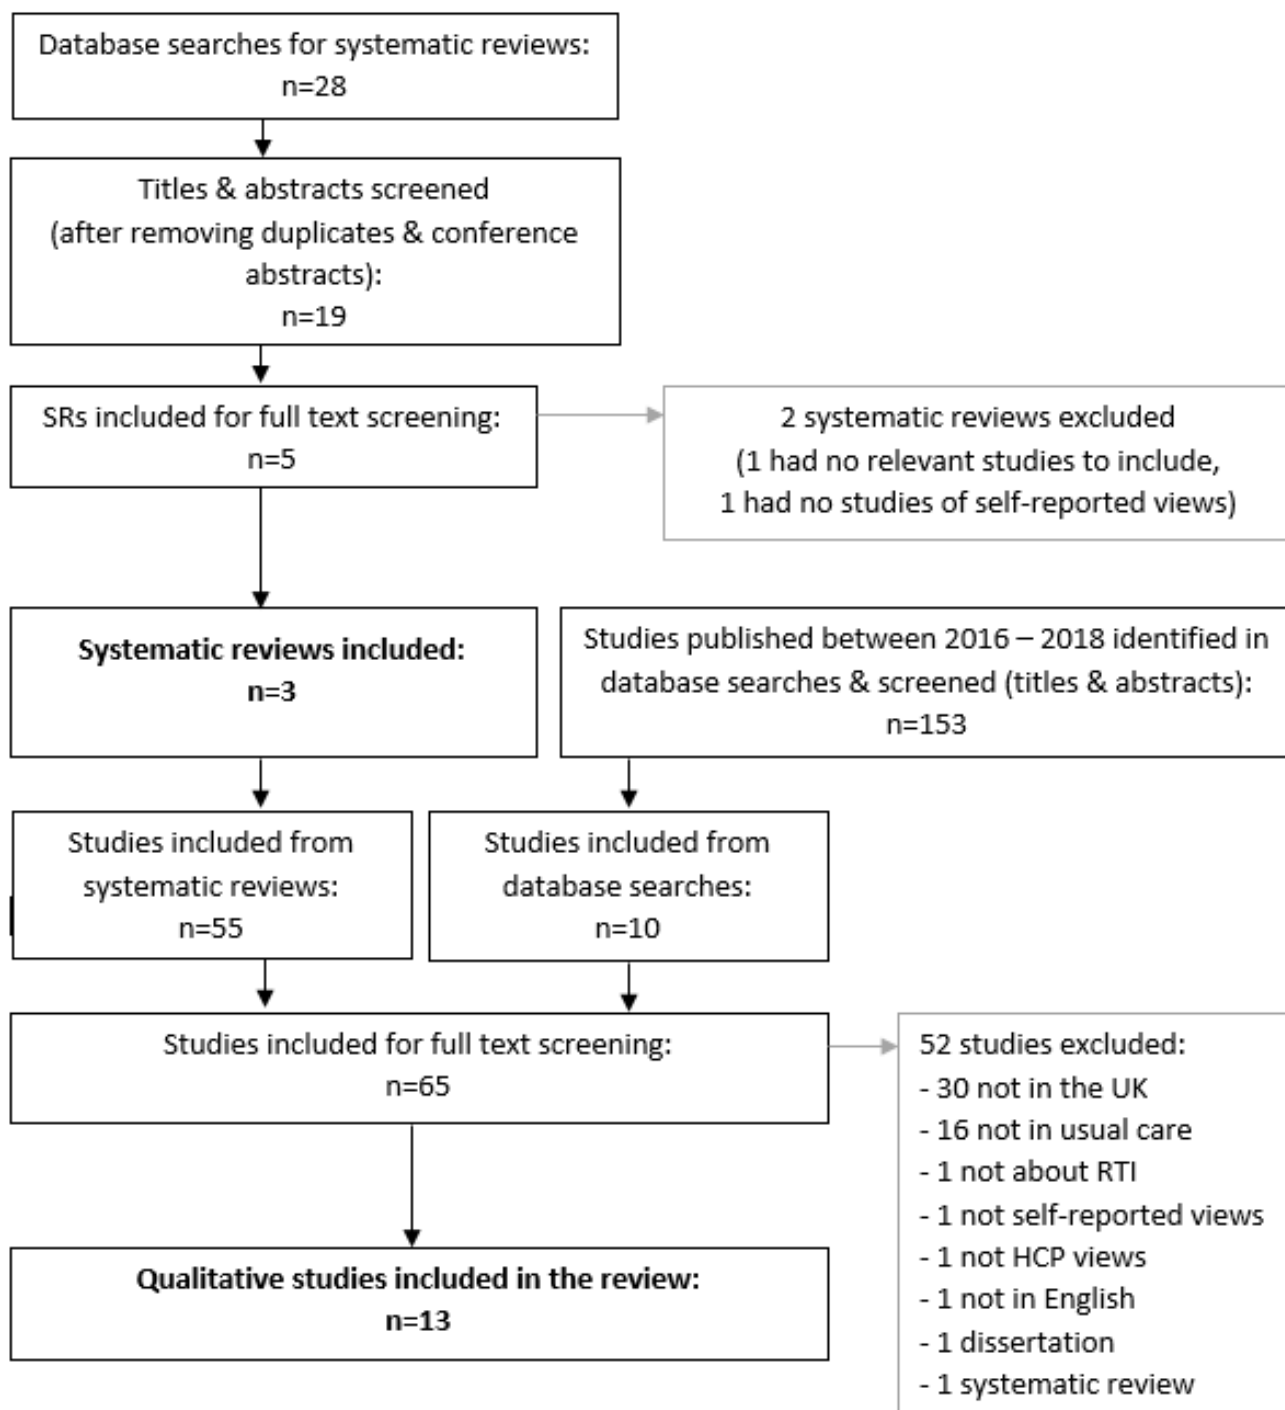 Database searches for systematic reviews:
n=28
Titles & abstracts screened
(after removing duplicates & conference
abstracts):
n=19
SRs included for full text screening:
n=5
2 systematic reviews excluded
(1 had no relevant studies to include,
1 had no studies of self-reported views)
Systematic reviews included:
n=3
Studies published between 2016 – 2018 identified in
database searches & screened (titles & abstracts):
n=153
Studies included from
systematic reviews:
n=55
Studies included from
database searches:
n=10
Studies included for full text screening:
n=65
52 studies excluded:
- 30 not in the UK
- 16 not in usual care
- 1 not about RTI
- 1 not self-reported views
- 1 not HCP views
- 1 not in English
- 1 dissertation
- 1 systematic review
Qualitative studies included in the review:
n=13